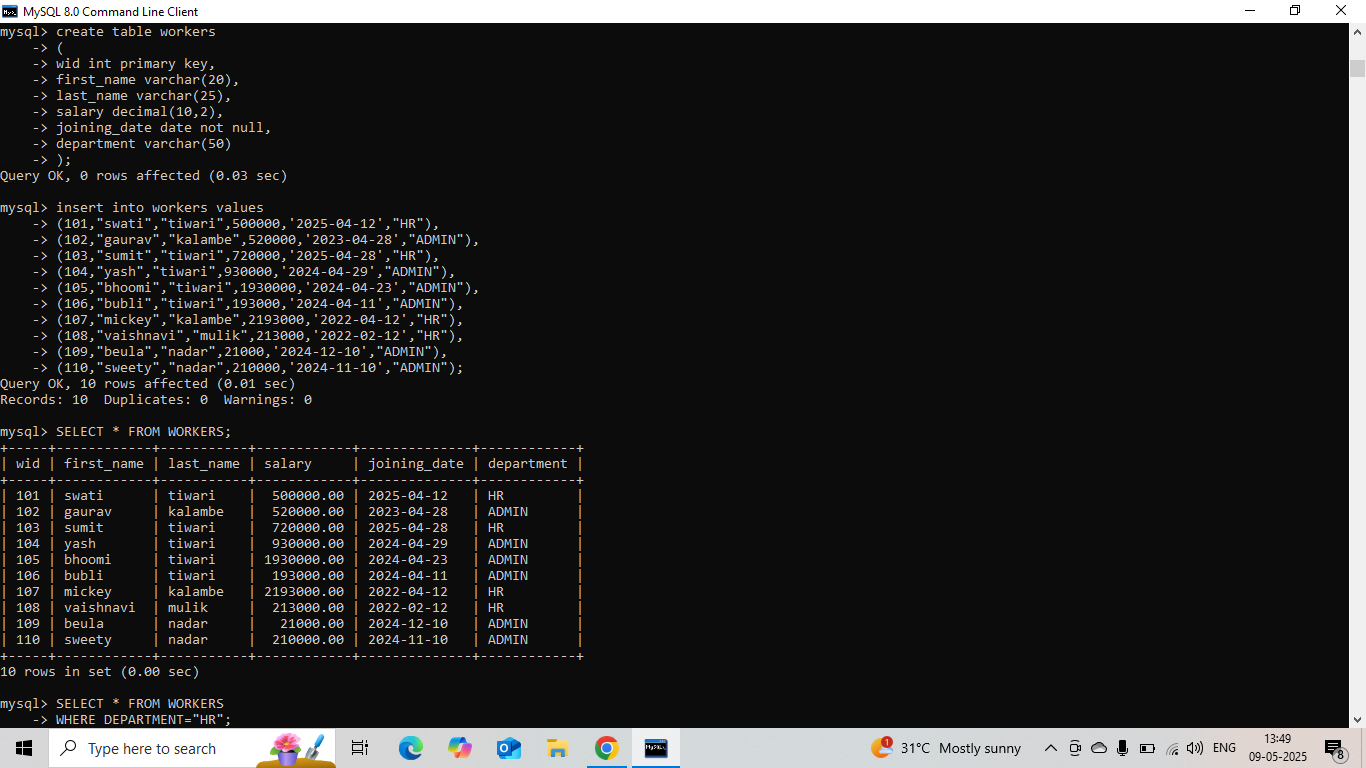 MySQL 8.0 Command Line Client
mysql> create table workers
    -> (
    -> wid int primary key,
    -> first_name varchar(20),
    -> last_name varchar(25),
    -> salary decimal(10,2),
    -> joining_date date not null,
    -> department varchar(50)
    -> );
Query OK, 0 rows affected (0.03 sec)
mysql> insert into workers values
    -> (101,"swati","tiwari",500000,'2025-04-12',"HR"),
    -> (102,"gaurav","kalambe",520000,'2023-04-28',"ADMIN"),
    -> (103,"sumit","tiwari",720000,'2025-04-28',"HR"),
    -> (104,"yash","tiwari",930000,'2024-04-29',"ADMIN"),
    -> (105,"bhoomi","tiwari",1930000,'2024-04-23',"ADMIN"),
    -> (106,"bubli","tiwari",193000,'2024-04-11',"ADMIN"),
    -> (107,"mickey","kalambe",2193000,'2022-04-12',"HR"),
    -> (108,"vaishnavi","mulik",213000,'2022-02-12',"HR"),
    -> (109,"beula","nadar",21000,'2024-12-10',"ADMIN"),
    -> (110,"sweety","nadar",210000,'2024-11-10',"ADMIN");
Query OK, 10 rows affected (0.01 sec)
Records: 10  Duplicates: 0  Warnings: 0
mysql> SELECT * FROM WORKERS;
+-----+------------+-----------+------------+--------------+------------+
| wid | first_name | last_name | salary     | joining_date | department |
+-----+------------+-----------+------------+--------------+------------+
| 101 | swati      | tiwari    |  500000.00 | 2025-04-12   | HR         |
| 102 | gaurav     | kalambe   |  520000.00 | 2023-04-28   | ADMIN      |
| 103 | sumit      | tiwari    |  720000.00 | 2025-04-28   | HR         |
| 104 | yash       | tiwari    |  930000.00 | 2024-04-29   | ADMIN      |
| 105 | bhoomi     | tiwari    | 1930000.00 | 2024-04-23   | ADMIN      |
| 106 | bubli      | tiwari    |  193000.00 | 2024-04-11   | ADMIN      |
| 107 | mickey     | kalambe   | 2193000.00 | 2022-04-12   | HR         |
| 108 | vaishnavi  | mulik     |  213000.00 | 2022-02-12   | HR         |
| 109 | beula      | nadar     |   21000.00 | 2024-12-10   | ADMIN      |
| 110 | sweety     | nadar     |  210000.00 | 2024-11-10   | ADMIN      |
+-----+------------+-----------+------------+--------------+------------+
10 rows in set (0.00 sec)
mysql> SELECT * FROM WORKERS
    -> WHERE DEPARTMENT="HR";
Type here to search
1
31°C Mostly sunny
ENG
13:49
09-05-2025
8